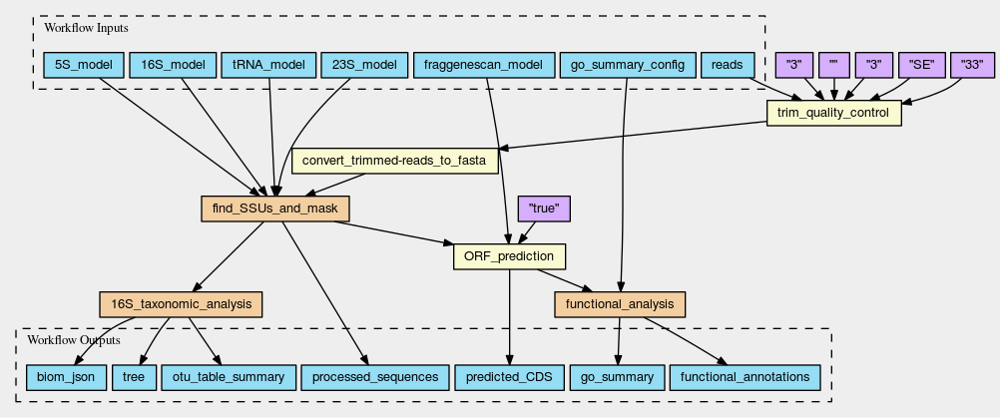 Workflow Inputs
5S_model
16S_model
tRNA_model
23S_model
fraggenescan_model
go_summary_config
reads
"3"
""
"3"
"SE"
"33"
trim_quality_control
convert_trimmed-reads_to_fasta
find_SSUs_and_mask
"true"
ORF_prediction
16S_taxonomic_analysis
functional_analysis
Workflow Outputs
biom_json
tree
otu_table_summary
processed_sequences
predicted_CDS
go_summary
functional_annotations